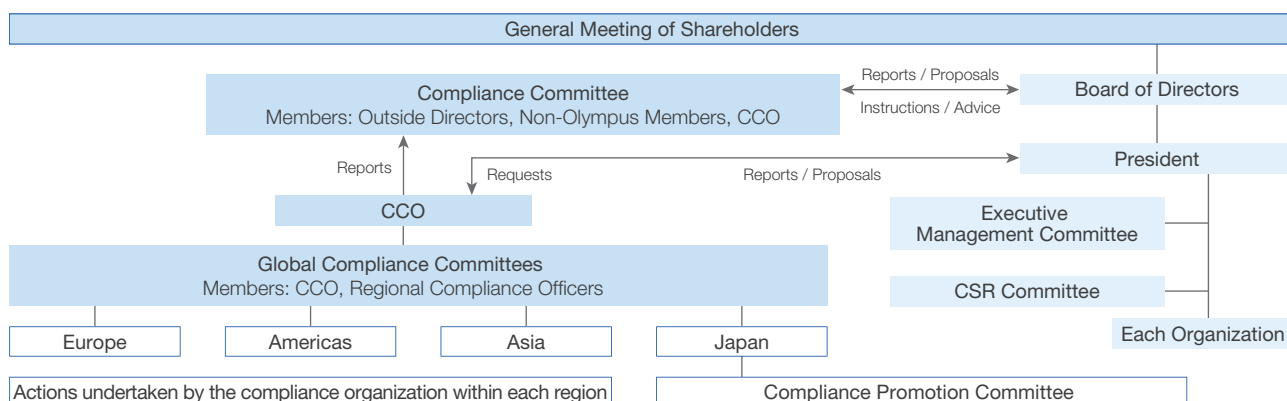 General Meeting of Shareholders
Compliance Committee
Members: Outside Directors, Non-Olympus Members, CCO
Reports / Proposals
Instructions / Advice
Board of Directors
Reports
Requests
Reports / Proposals
President
CCO
Executive
Management Committee
Global Compliance Committees
Members: CCO, Regional Compliance Officers
CSR Committee
Europe
Americas
Asia
Japan
Each Organization
Actions undertaken by the compliance organization within each region
Compliance Promotion Committee